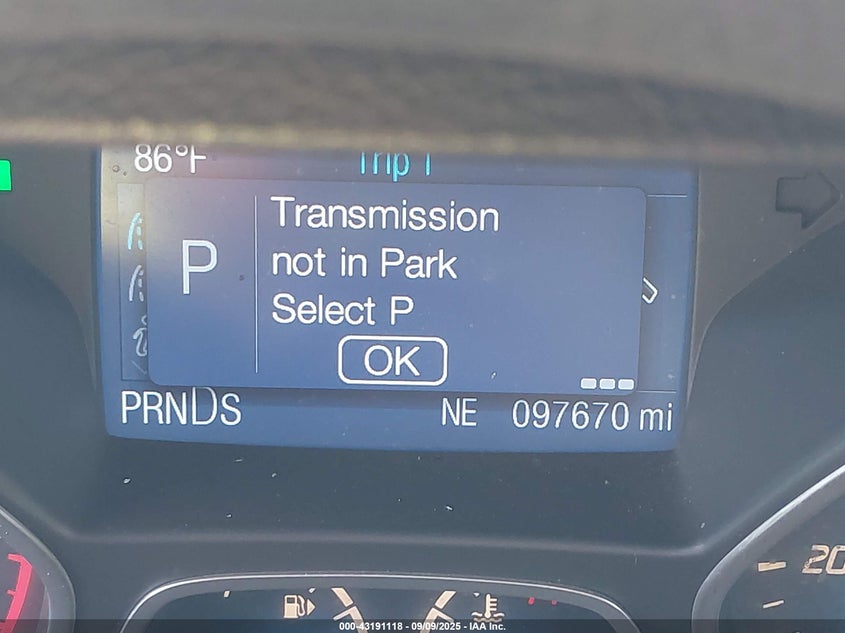 86°F Trip 1
P
Transmission
not in Park
Select P
OK
PRNDS NE 097670 mi
20
000-43191118 - 09/09/2025 - IAA Inc.